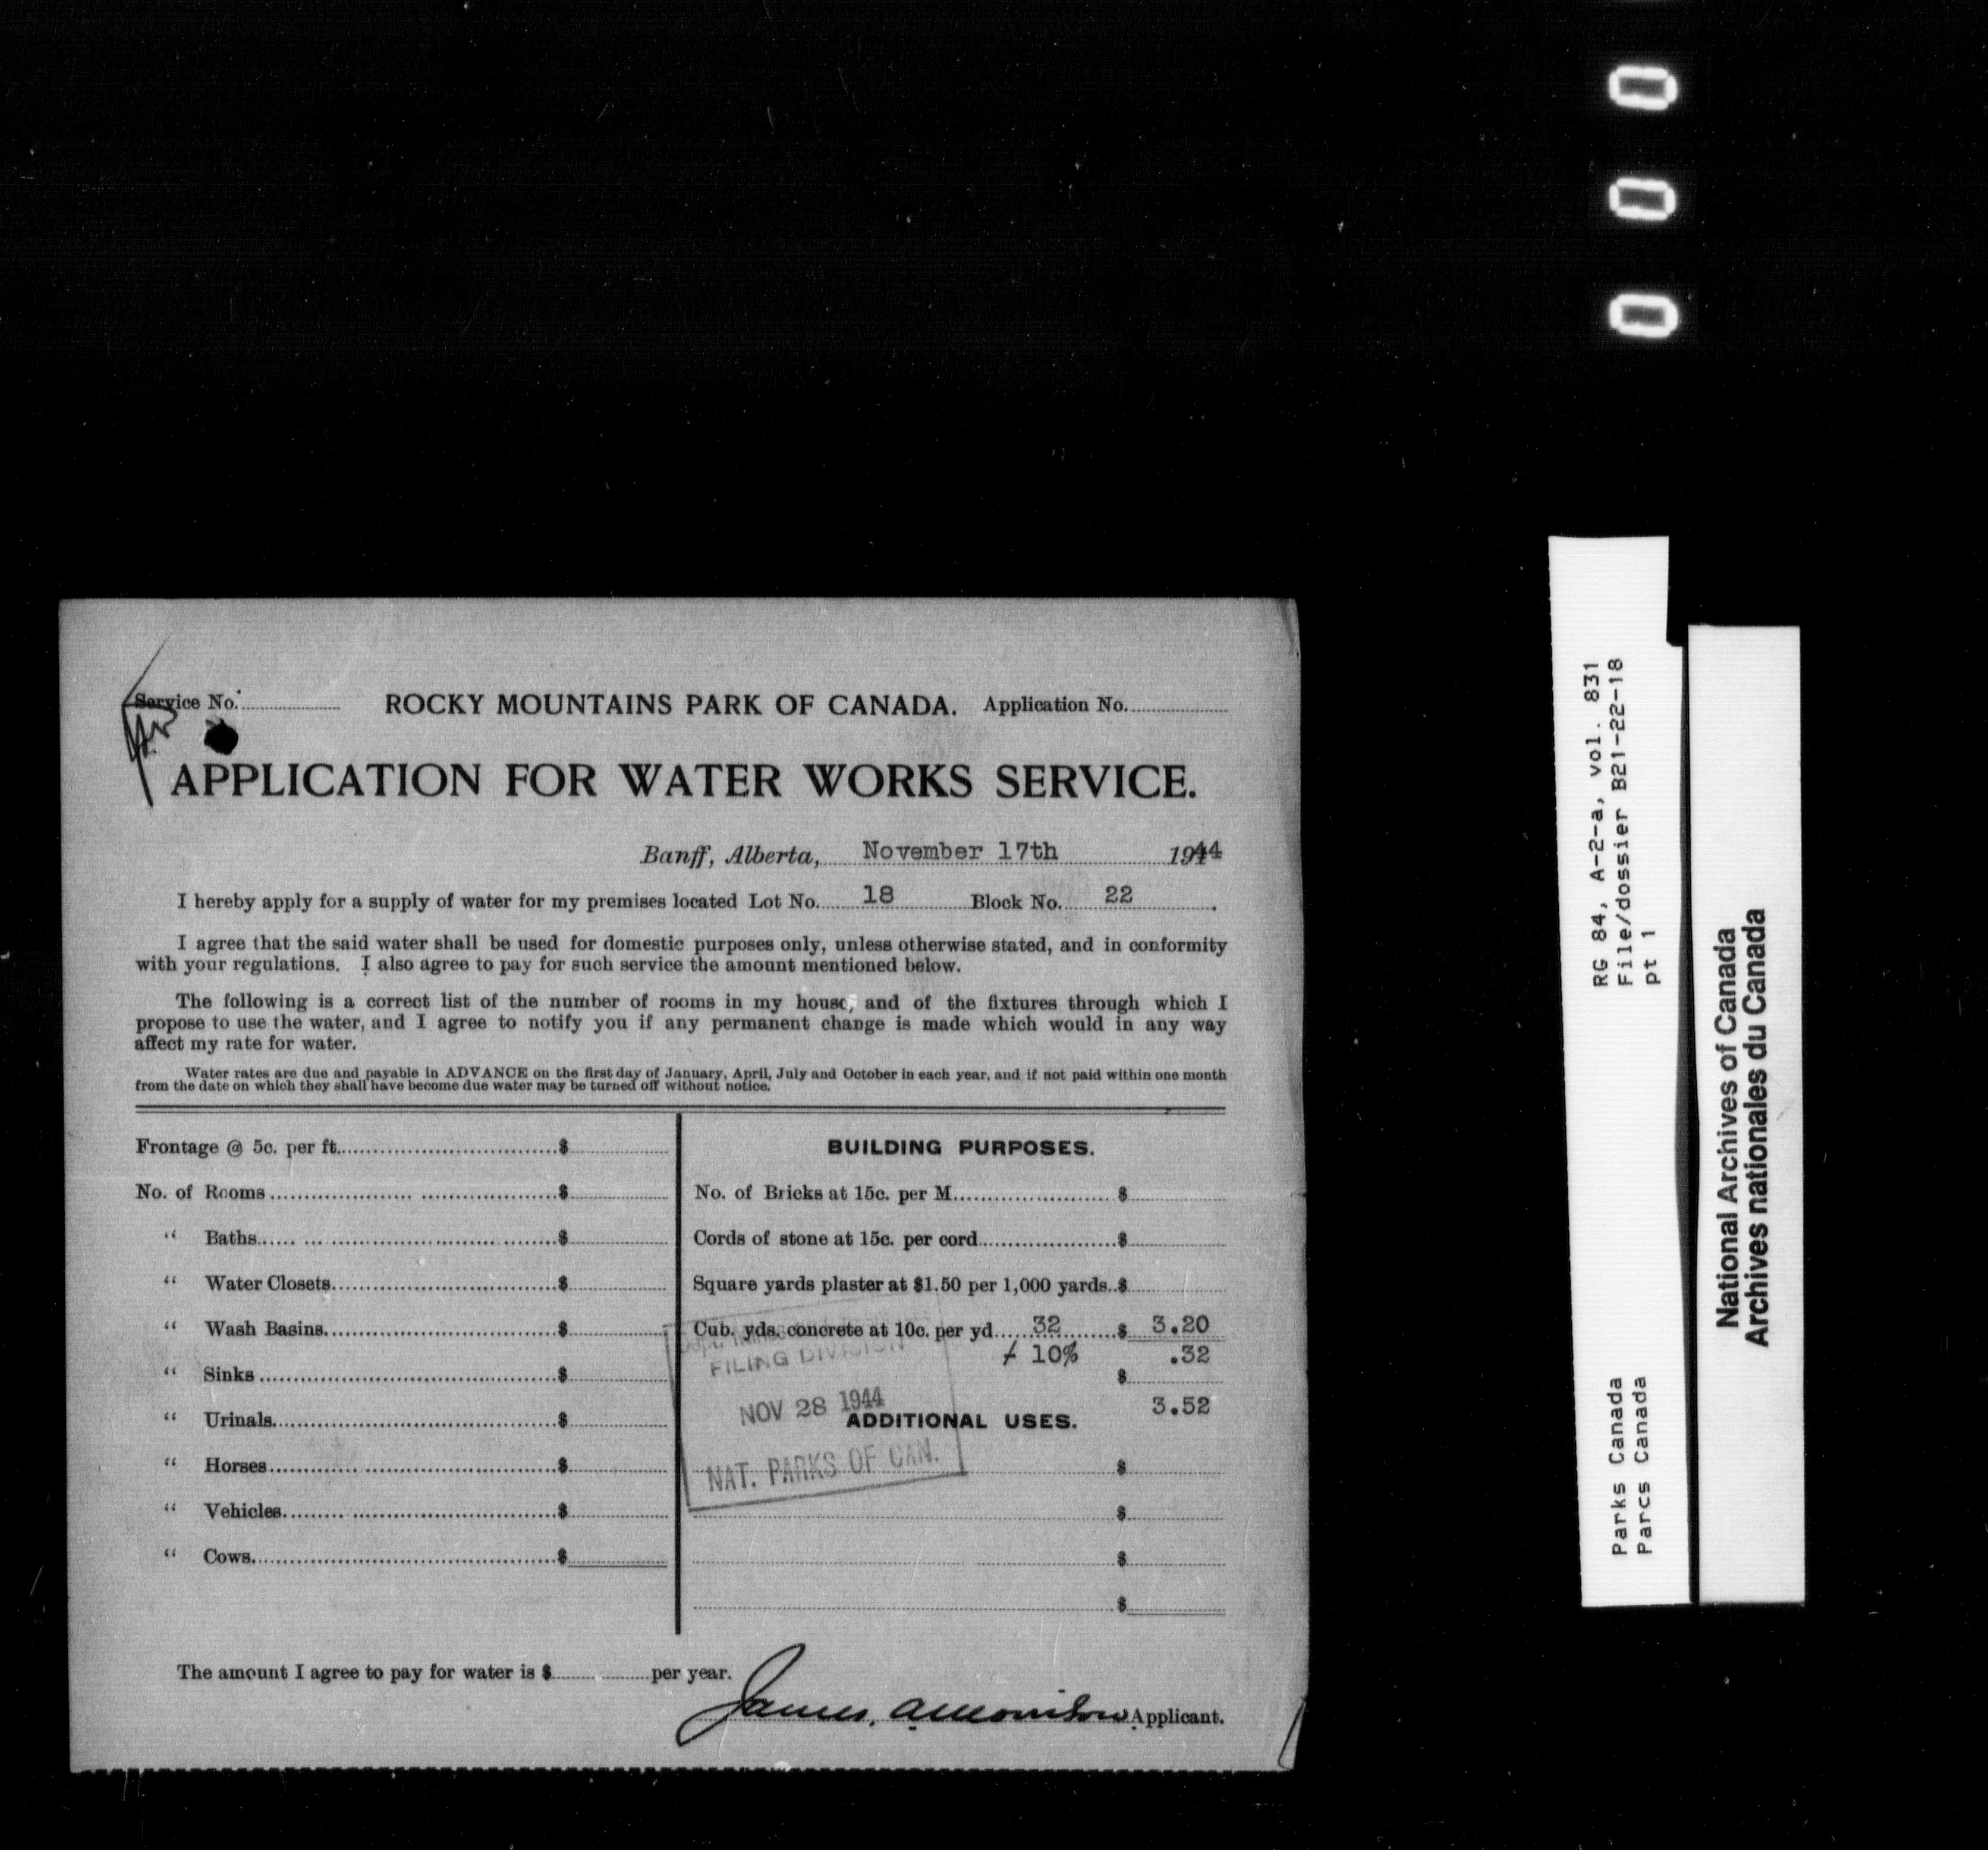 Service No.
ROCKY MOUNTAINS PARK OF CANADA. Application No.
APPLICATION FOR WATER WORKS SERVICE.
Banff, Alberta, November 17th 1944
I hereby apply for a supply of water for my premises located Lot No. 18 Block No. 22.
I agree that the said water shall be used for domestic purposes only, unless otherwise stated, and in conformity
with your regulations. I also agree to pay for such service the amount mentioned below.
The following is a correct list of the number of rooms in my house, and of the fixtures through which I
propose to use the water, and I agree to notify you if any permanent change is made which would in any way
affect my rate for water.
Water rates are due and payable in ADVANCE on the first day of January, April, July and October in each year, and if not paid within one month
from the date on which they shall have become due water may be turned off without notice.
Frontage @ 5c. per ft. $
No. of Rooms $
" Baths $
" Water Closets $
" Wash Basins $
" Sinks $
" Urinals $
" Horses $
" Vehicles $
" Cows $
BUILDING PURPOSES.
No. of Bricks at 15c. per M. $
Cords of stone at 15c. per cord $
Square yards plaster at $1.50 per 1,000 yards $
Cub. yds. concrete at 10c. per yd 32 $ 3.20
+ 10% .32
$
3.52
ADDITIONAL USES.
$
$
$
$
FILING DIVISION
NOV 28 1944
NAT. PARKS OF CAN.
The amount I agree to pay for water is $ per year.
James. A Morrison Applicant.
RG 84, A-2-a, vol. 831
File/dossier B21-22-18
pt 1
Parks Canada
Parcs Canada
National Archives of Canada
Archives nationales du Canada